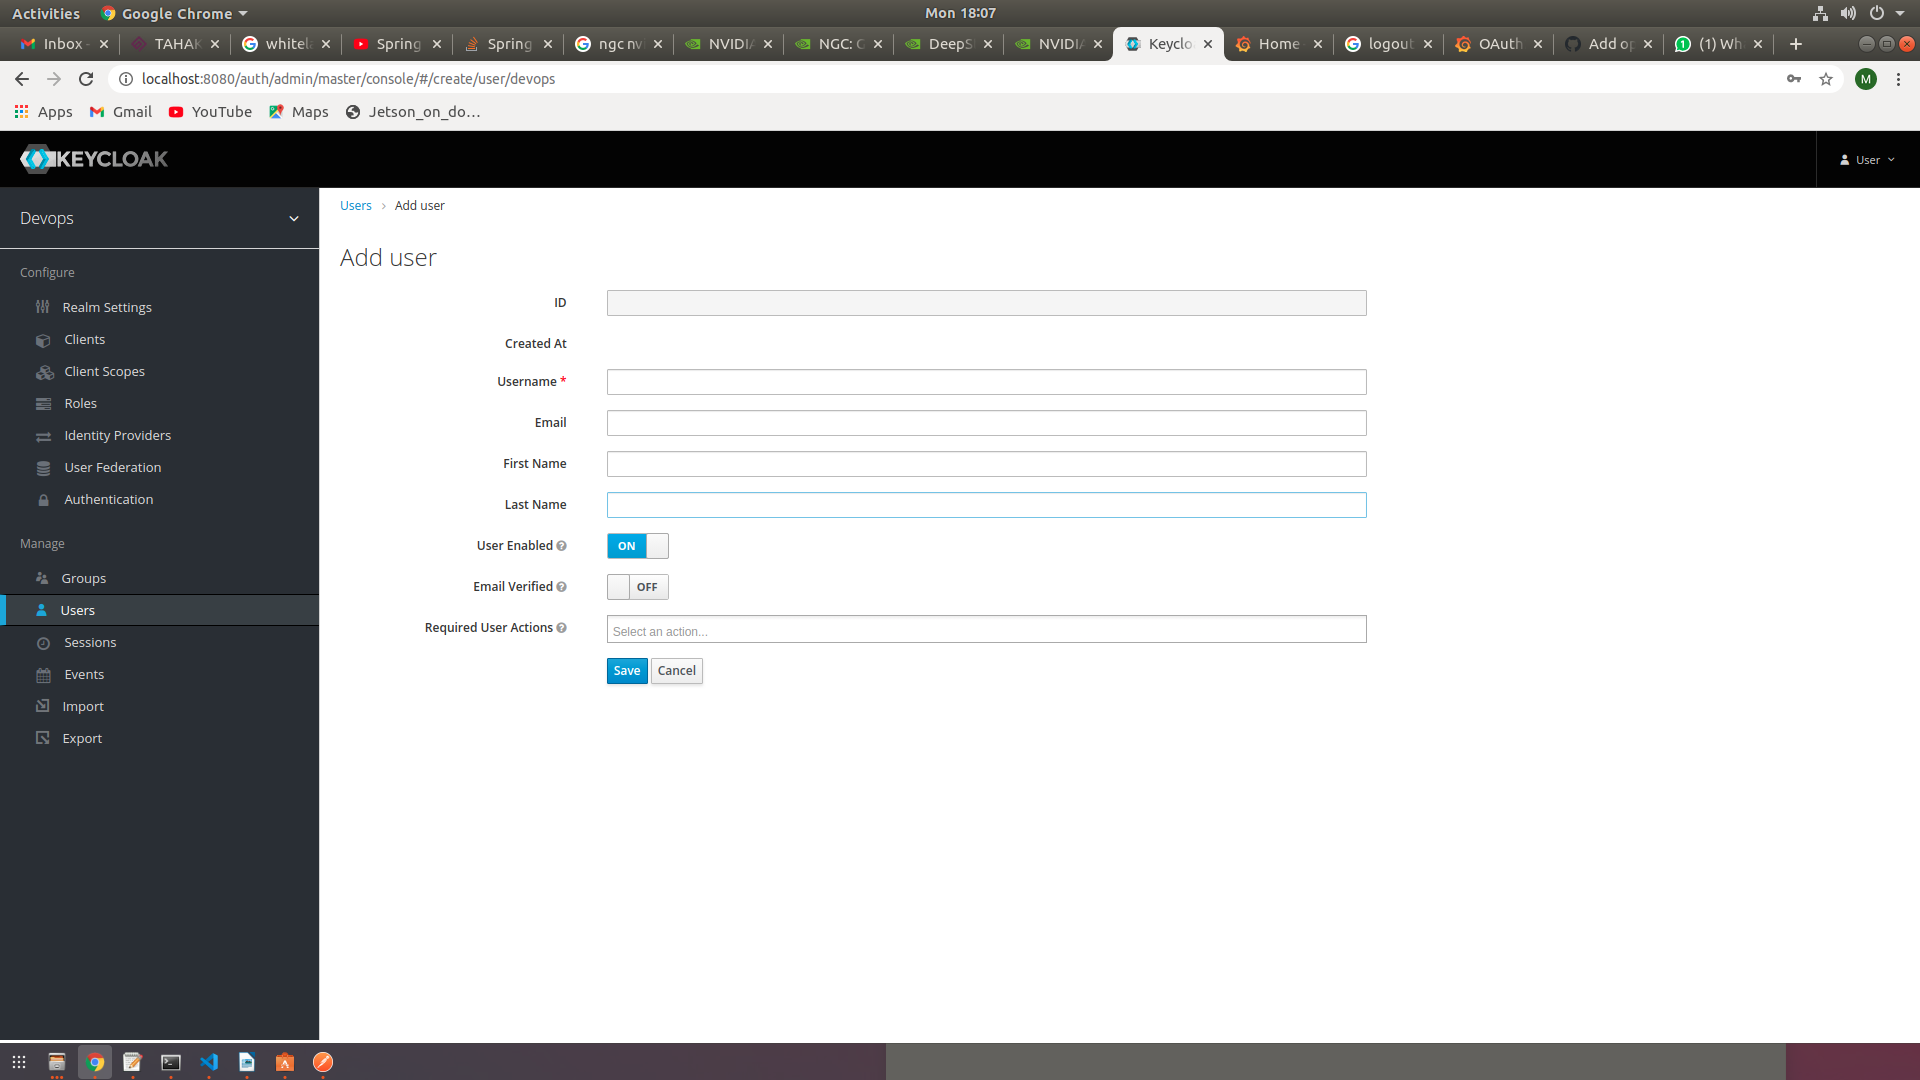 Activities Google Chrome Mon 18:07
Inbox - TAHAK whitela Spring Spring ngc nv NVIDIA NGC: C DeepS NVIDIA Keyclo Home logout OAuth Add op (1) Wh
localhost:8080/auth/admin/master/console/#/create/user/devops M
Apps Gmail YouTube Maps Jetson_on_do...
KEYCLOAK User
Devops
Configure
Realm Settings
Clients
Client Scopes
Roles
Identity Providers
User Federation
Authentication
Manage
Groups
Users
Sessions
Events
Import
Export
Users > Add user
Add user
ID
Created At
Username *
Email
First Name
Last Name
User Enabled ON
Email Verified OFF
Required User Actions Select an action...
Save Cancel